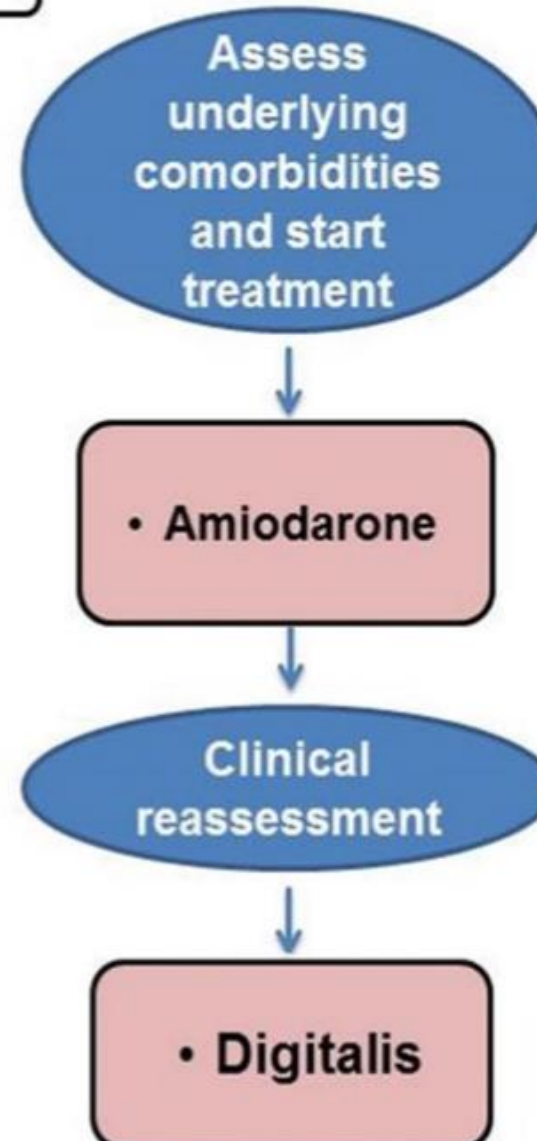 Assess
underlying
comorbidities
and start
treatment
• Amiodarone
Clinical
reassessment
• Digitalis